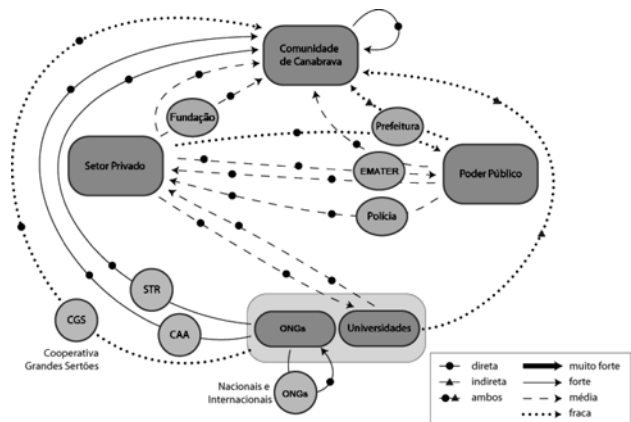 Comunidade
de Canabrava
Fundação
Prefeitura
Setor Privado
EMATER
Poder Público
Polícia
STR
CGS
CAA
ONGs
Universidades
Cooperativa
Grandes Sertões
Nacionais e
Internacionais
ONGs
direta
indireta
ambos
muito forte
forte
média
fraca